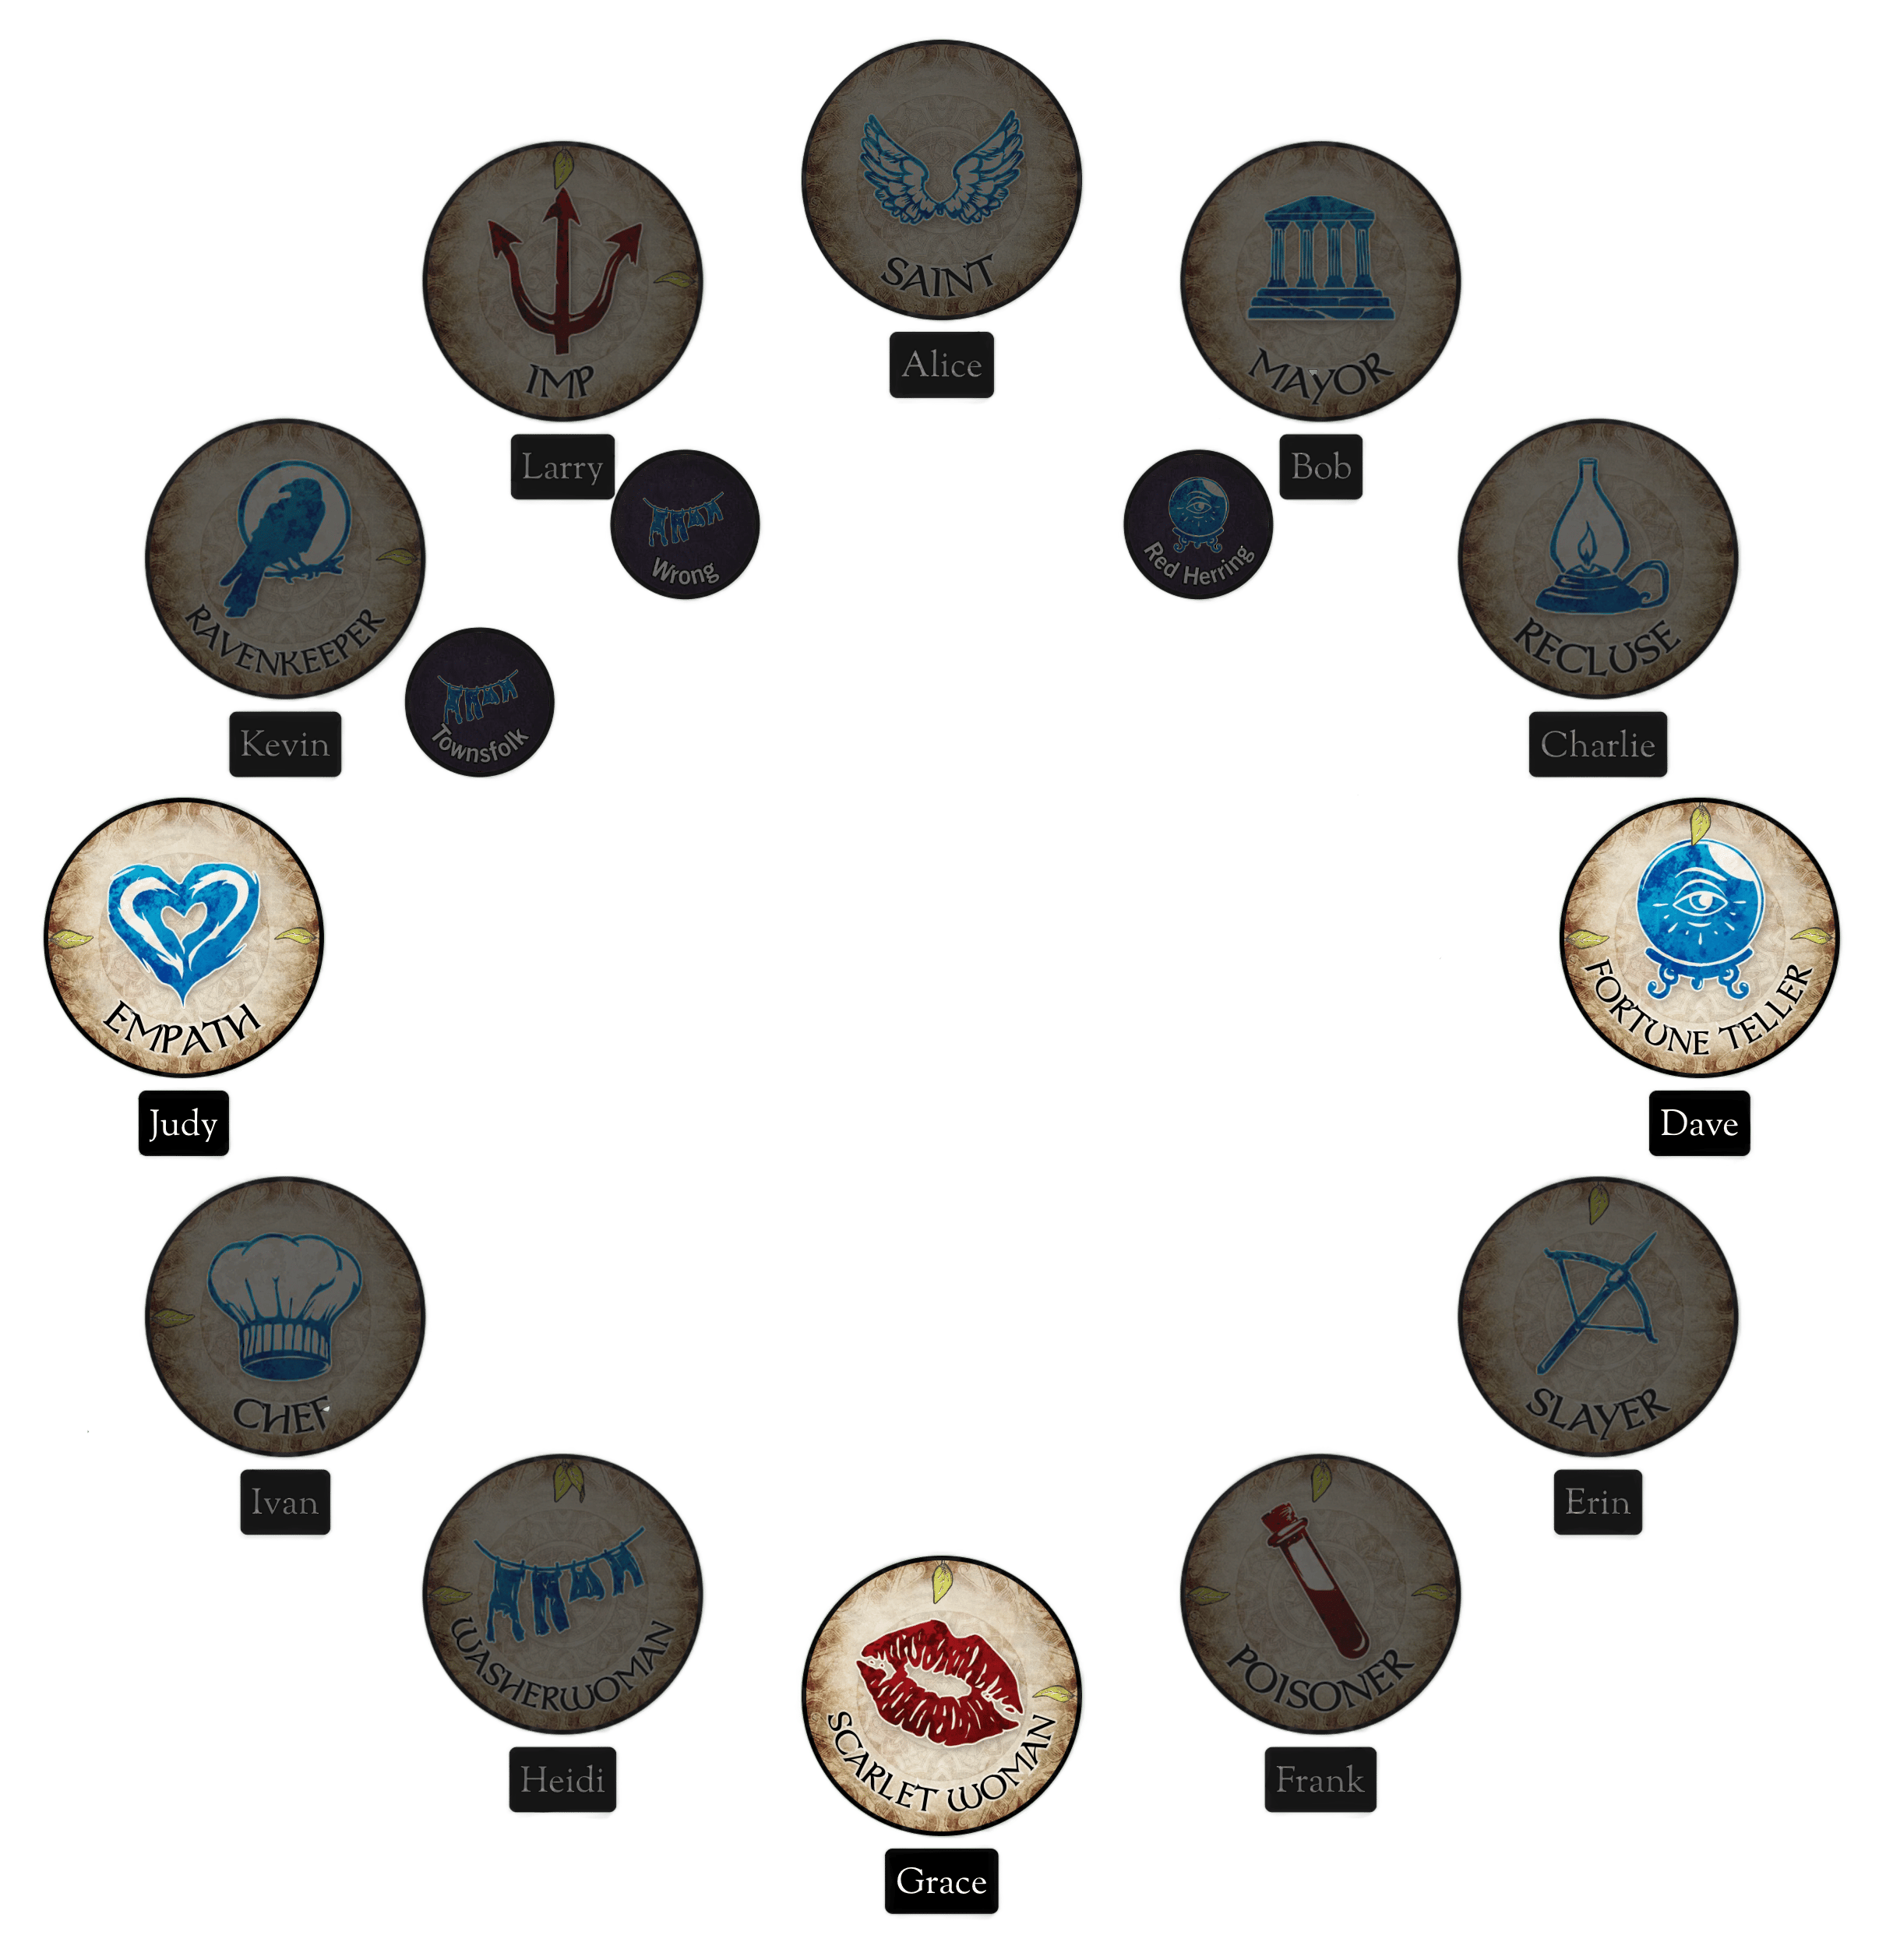 SAINT
Alice
MAYOR
Bob
Red Herring
RECLUSE
Charlie
FORTUNE TELLER
Dave
SLAYER
Erin
POISONER
Frank
SCARLET WOMAN
Grace
WASHERWOMAN
Heidi
CHEF
Ivan
EMPATH
Judy
RAVENKEEPER
Kevin
Townsfolk
IMP
Larry
Wrong